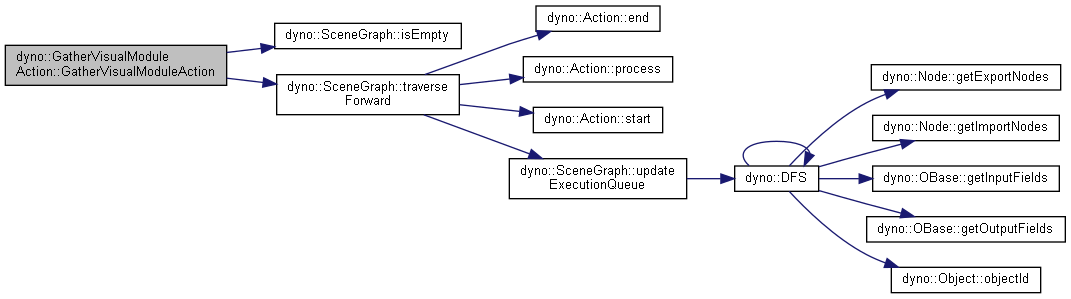 dyno::GatherVisualModule
Action::GatherVisualModuleAction
dyno::SceneGraph::isEmpty
dyno::SceneGraph::traverse
Forward
dyno::Action::end
dyno::Action::process
dyno::Action::start
dyno::SceneGraph::update
ExecutionQueue
dyno::DFS
dyno::Node::getExportNodes
dyno::Node::getImportNodes
dyno::OBase::getInputFields
dyno::OBase::getOutputFields
dyno::Object::objectId